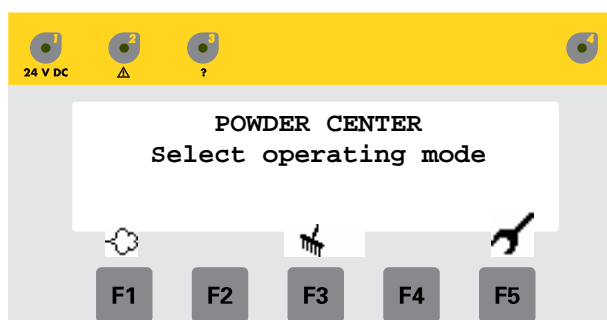 1 2 3 4
24 V DC ?
POWDER CENTER
Select operating mode
F1 F2 F3 F4 F5